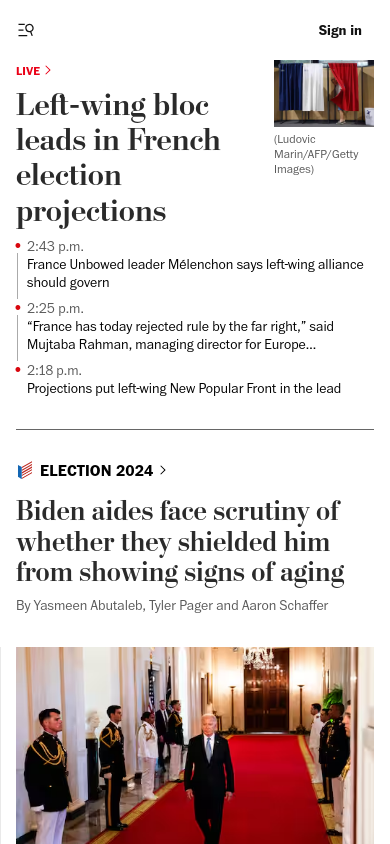 Sign in
LIVE
Left-wing bloc
leads in French
election
projections
(Ludovic
Marin/AFP/Getty
Images)
2:43 p.m.
France Unbowed leader Mélenchon says left-wing alliance
should govern
2:25 p.m.
“France has today rejected rule by the far right,” said
Mujtaba Rahman, managing director for Europe...
2:18 p.m.
Projections put left-wing New Popular Front in the lead
ELECTION 2024
Biden aides face scrutiny of
whether they shielded him
from showing signs of aging
By Yasmeen Abutaleb, Tyler Pager and Aaron Schaffer